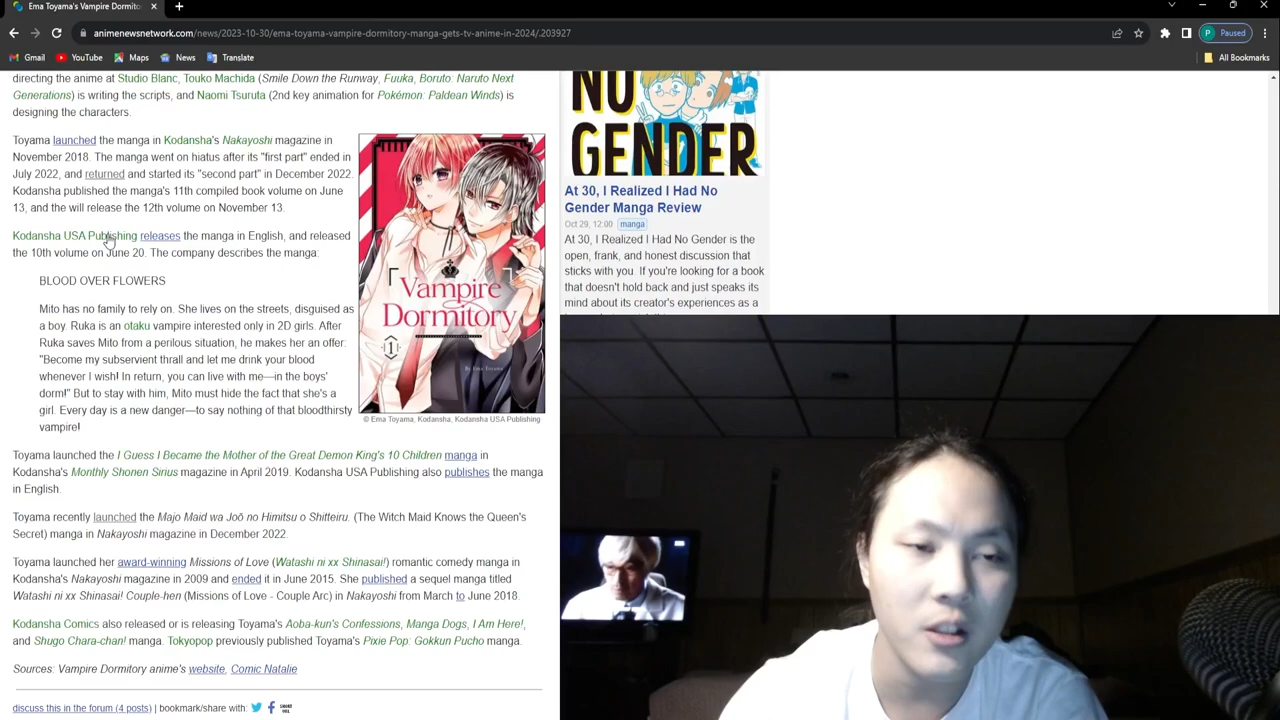 Ema Toyama's Vampire Dormitor
Paused
animenewsnetwork.com/news/2023-10-30/ema-toyama-vampire-dormitory-manga-gets-tv-anime-in-2024/.203927
Gmail
YouTube
Maps
News
Translate
All Bookmarks
directing the anime at Studio Blanc, Touko Machida (Smile Down the Runway, Fuuka, Boruto: Naruto Next
Generations) is writing the scripts, and Naomi Tsuruta (2nd key animation for Pokémon: Paldean Winds) is
designing the characters.
Toyama launched the manga in Kodansha's Nakayoshi magazine in
November 2018. The manga went on hiatus after its "first part" ended in
July 2022, and returned and started its "second part" in December 2022.
Kodansha published the manga's 11th compiled book volume on June
13, and the will release the 12th volume on November 13.
Kodansha USA Publishing releases the manga in English, and released
the 10th volume on June 20. The company describes the manga:
BLOOD OVER FLOWERS
Mito has no family to rely on. She lives on the streets, disguised as
a boy. Ruka is an otaku vampire interested only in 2D girls. After
Ruka saves Mito from a perilous situation, he makes her an offer:
"Become my subservient thrall and let me drink your blood
whenever I wish! In return, you can live with me—in the boys'
dorm!" But to stay with him, Mito must hide the fact that she's a
girl. Every day is a new danger—to say nothing of that bloodthirsty
vampire!
Vampire
Dormitory
1
By Ema Toyama
© Ema Toyama, Kodansha, Kodansha USA Publishing
Toyama launched the I Guess I Became the Mother of the Great Demon King's 10 Children manga in
Kodansha's Monthly Shonen Sirius magazine in April 2019. Kodansha USA Publishing also publishes the manga
in English.
Toyama recently launched the Majo Maid wa Joō no Himitsu o Shitteiru. (The Witch Maid Knows the Queen's
Secret) manga in Nakayoshi magazine in December 2022.
Toyama launched her award-winning Missions of Love (Watashi ni xx Shinasai!) romantic comedy manga in
Kodansha's Nakayoshi magazine in 2009 and ended it in June 2015. She published a sequel manga titled
Watashi ni xx Shinasai! Couple-hen (Missions of Love - Couple Arc) in Nakayoshi from March to June 2018.
Kodansha Comics also released or is releasing Toyama's Aoba-kun's Confessions, Manga Dogs, I Am Here!,
and Shugo Chara-chan! manga. Tokyopop previously published Toyama's Pixie Pop: Gokkun Pucho manga.
Sources: Vampire Dormitory anime's website, Comic Natalie
discuss this in the forum (4 posts) | bookmark/share with:
NO
GENDER
At 30, I Realized I Had No
Gender Manga Review
Oct 29, 12:00 manga
At 30, I Realized I Had No Gender is the
open, frank, and honest discussion that
sticks with you. If you're looking for a book
that doesn't hold back and just speaks its
mind about its creator's experiences as a